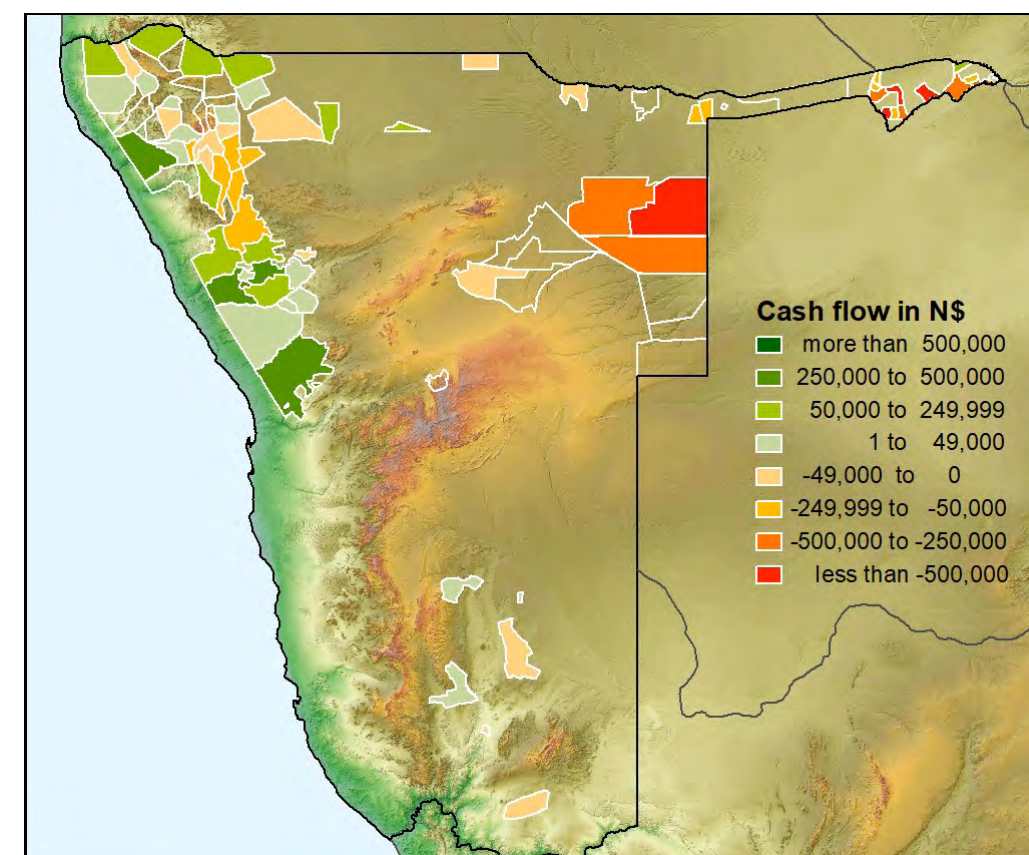 Cash flow in N$
more than 500,000
250,000 to 500,000
50,000 to 249,999
1 to 49,000
-49,000 to 0
-249,999 to -50,000
-500,000 to -250,000
less than -500,000